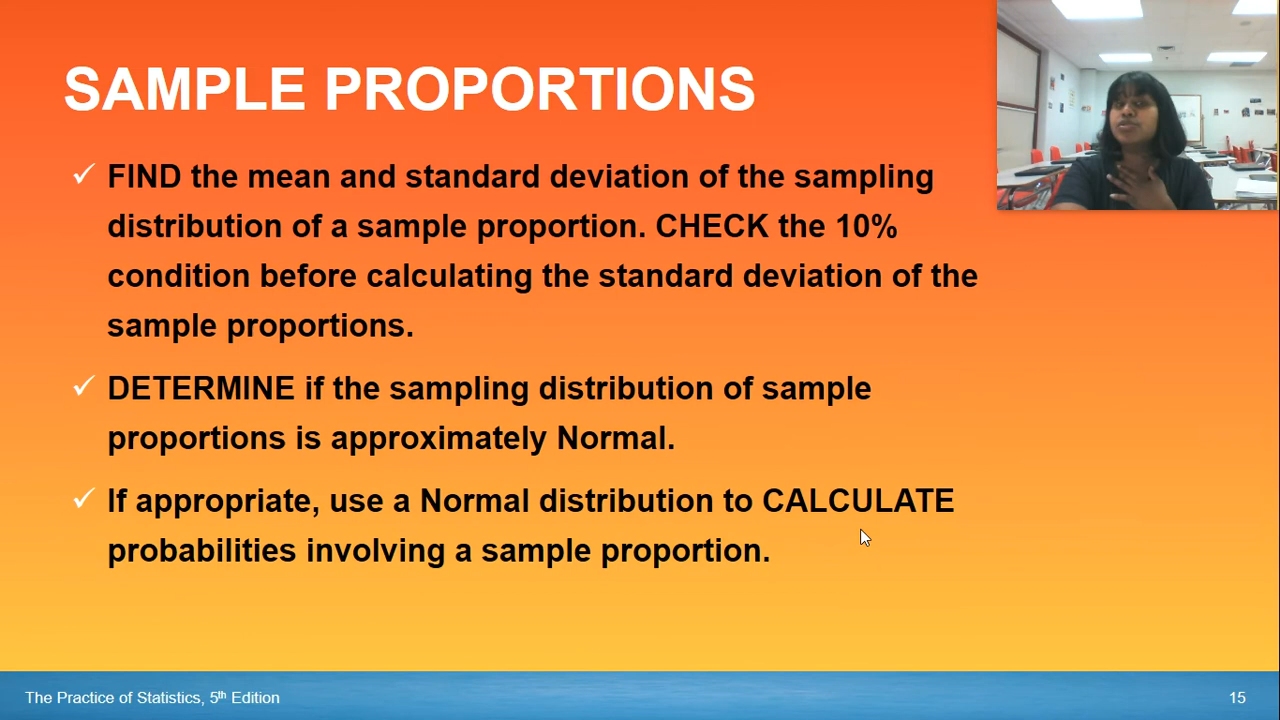 SAMPLE PROPORTIONS
✓ FIND the mean and standard deviation of the sampling
distribution of a sample proportion. CHECK the 10%
condition before calculating the standard deviation of the
sample proportions.
✓ DETERMINE if the sampling distribution of sample
proportions is approximately Normal.
✓ If appropriate, use a Normal distribution to CALCULATE
probabilities involving a sample proportion.
The Practice of Statistics, 5th Edition
15